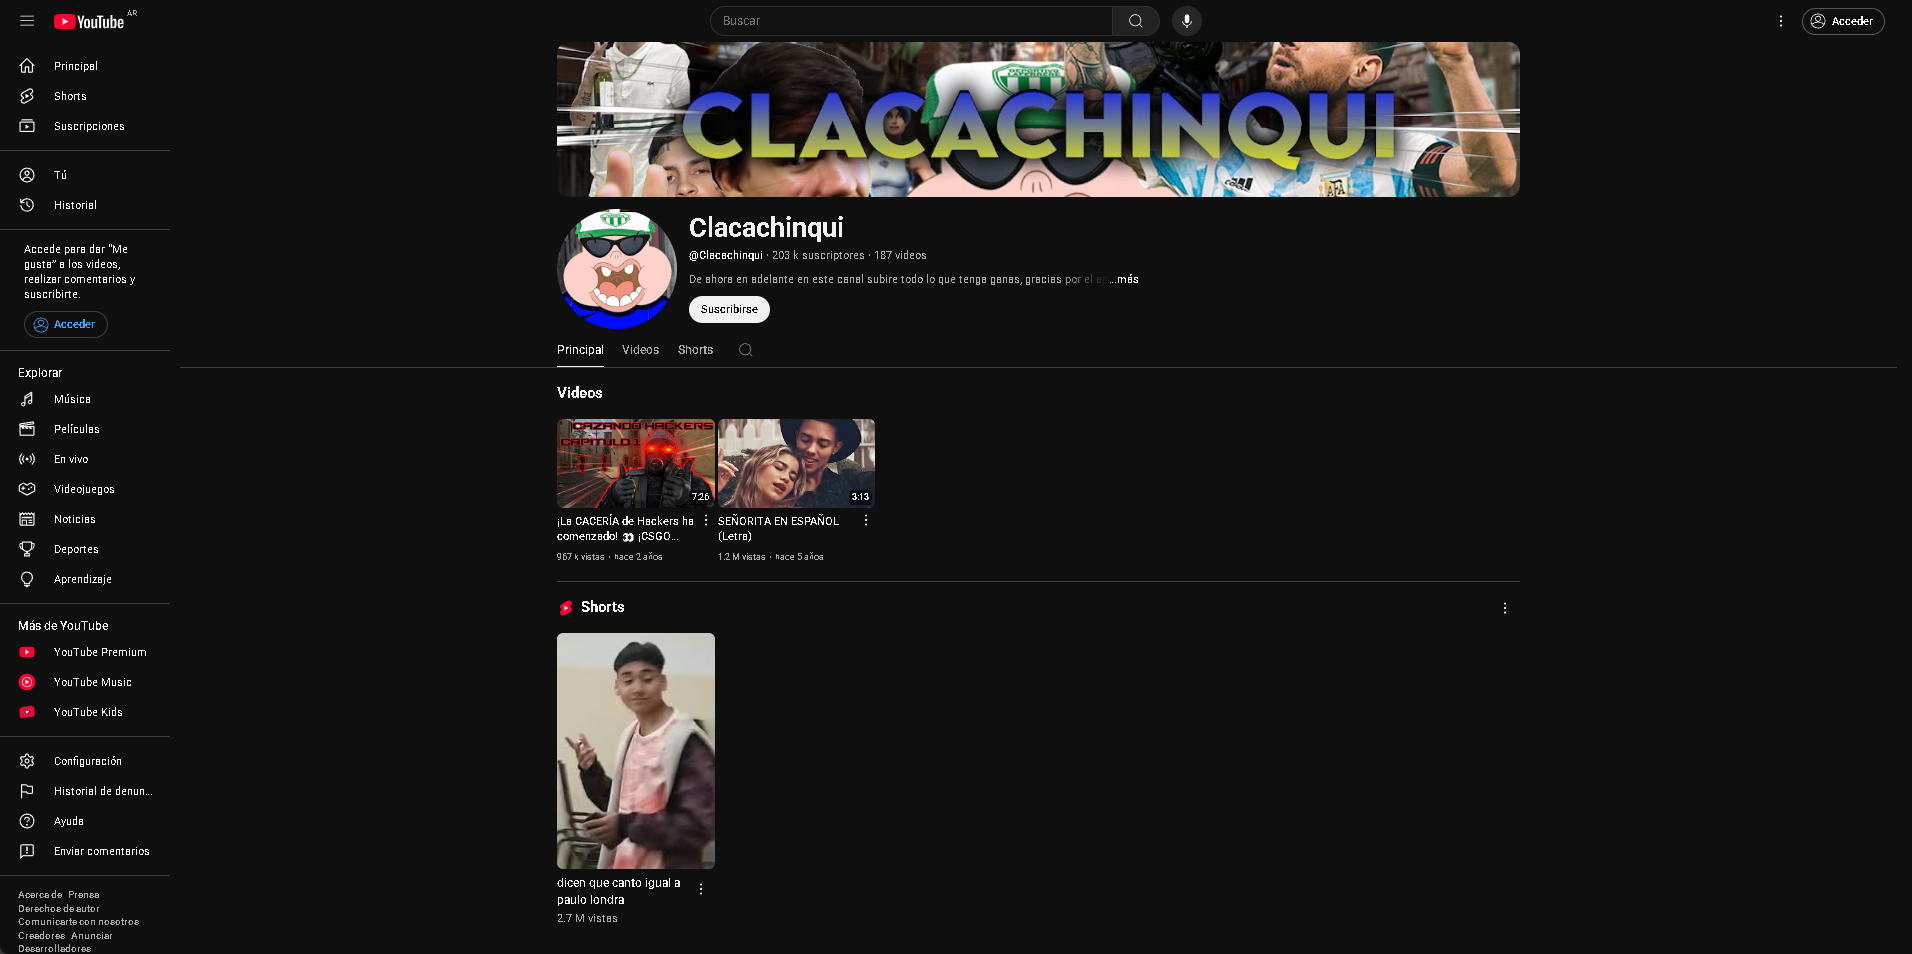 YouTube AR
Buscar
Acceder
Principal
Shorts
Suscripciones
Tú
Historial
Accede para dar “Me
gusta” a los videos,
realizar comentarios y
suscribirte.
Acceder
Explorar
Música
Películas
En vivo
Videojuegos
Noticias
Deportes
Aprendizaje
Más de YouTube
YouTube Premium
YouTube Music
YouTube Kids
Configuración
Historial de denun...
Ayuda
Enviar comentarios
Acerca de Prensa
Derechos de autor
Comunicarte con nosotros
Creadores Anunciar
Desarrolladores
CLACACHINQUI
AFA
Clacachinqui
@Clacachinqui · 203 k suscriptores · 187 videos
De ahora en adelante en este canal subire todo lo que tenga ganas, gracias por el ...más
Suscribirse
Principal Videos Shorts
Videos
CAZANDO HACKERS
CAPITULO 1
7:26
¡La CACERÍA de Hackers ha
comenzado! 👀 ¡CSGO...
967 k vistas · hace 2 años
3:13
SEÑORITA EN ESPAÑOL
(Letra)
1.2 M vistas · hace 5 años
Shorts
dicen que canto igual a
paulo londra
2.7 M vistas